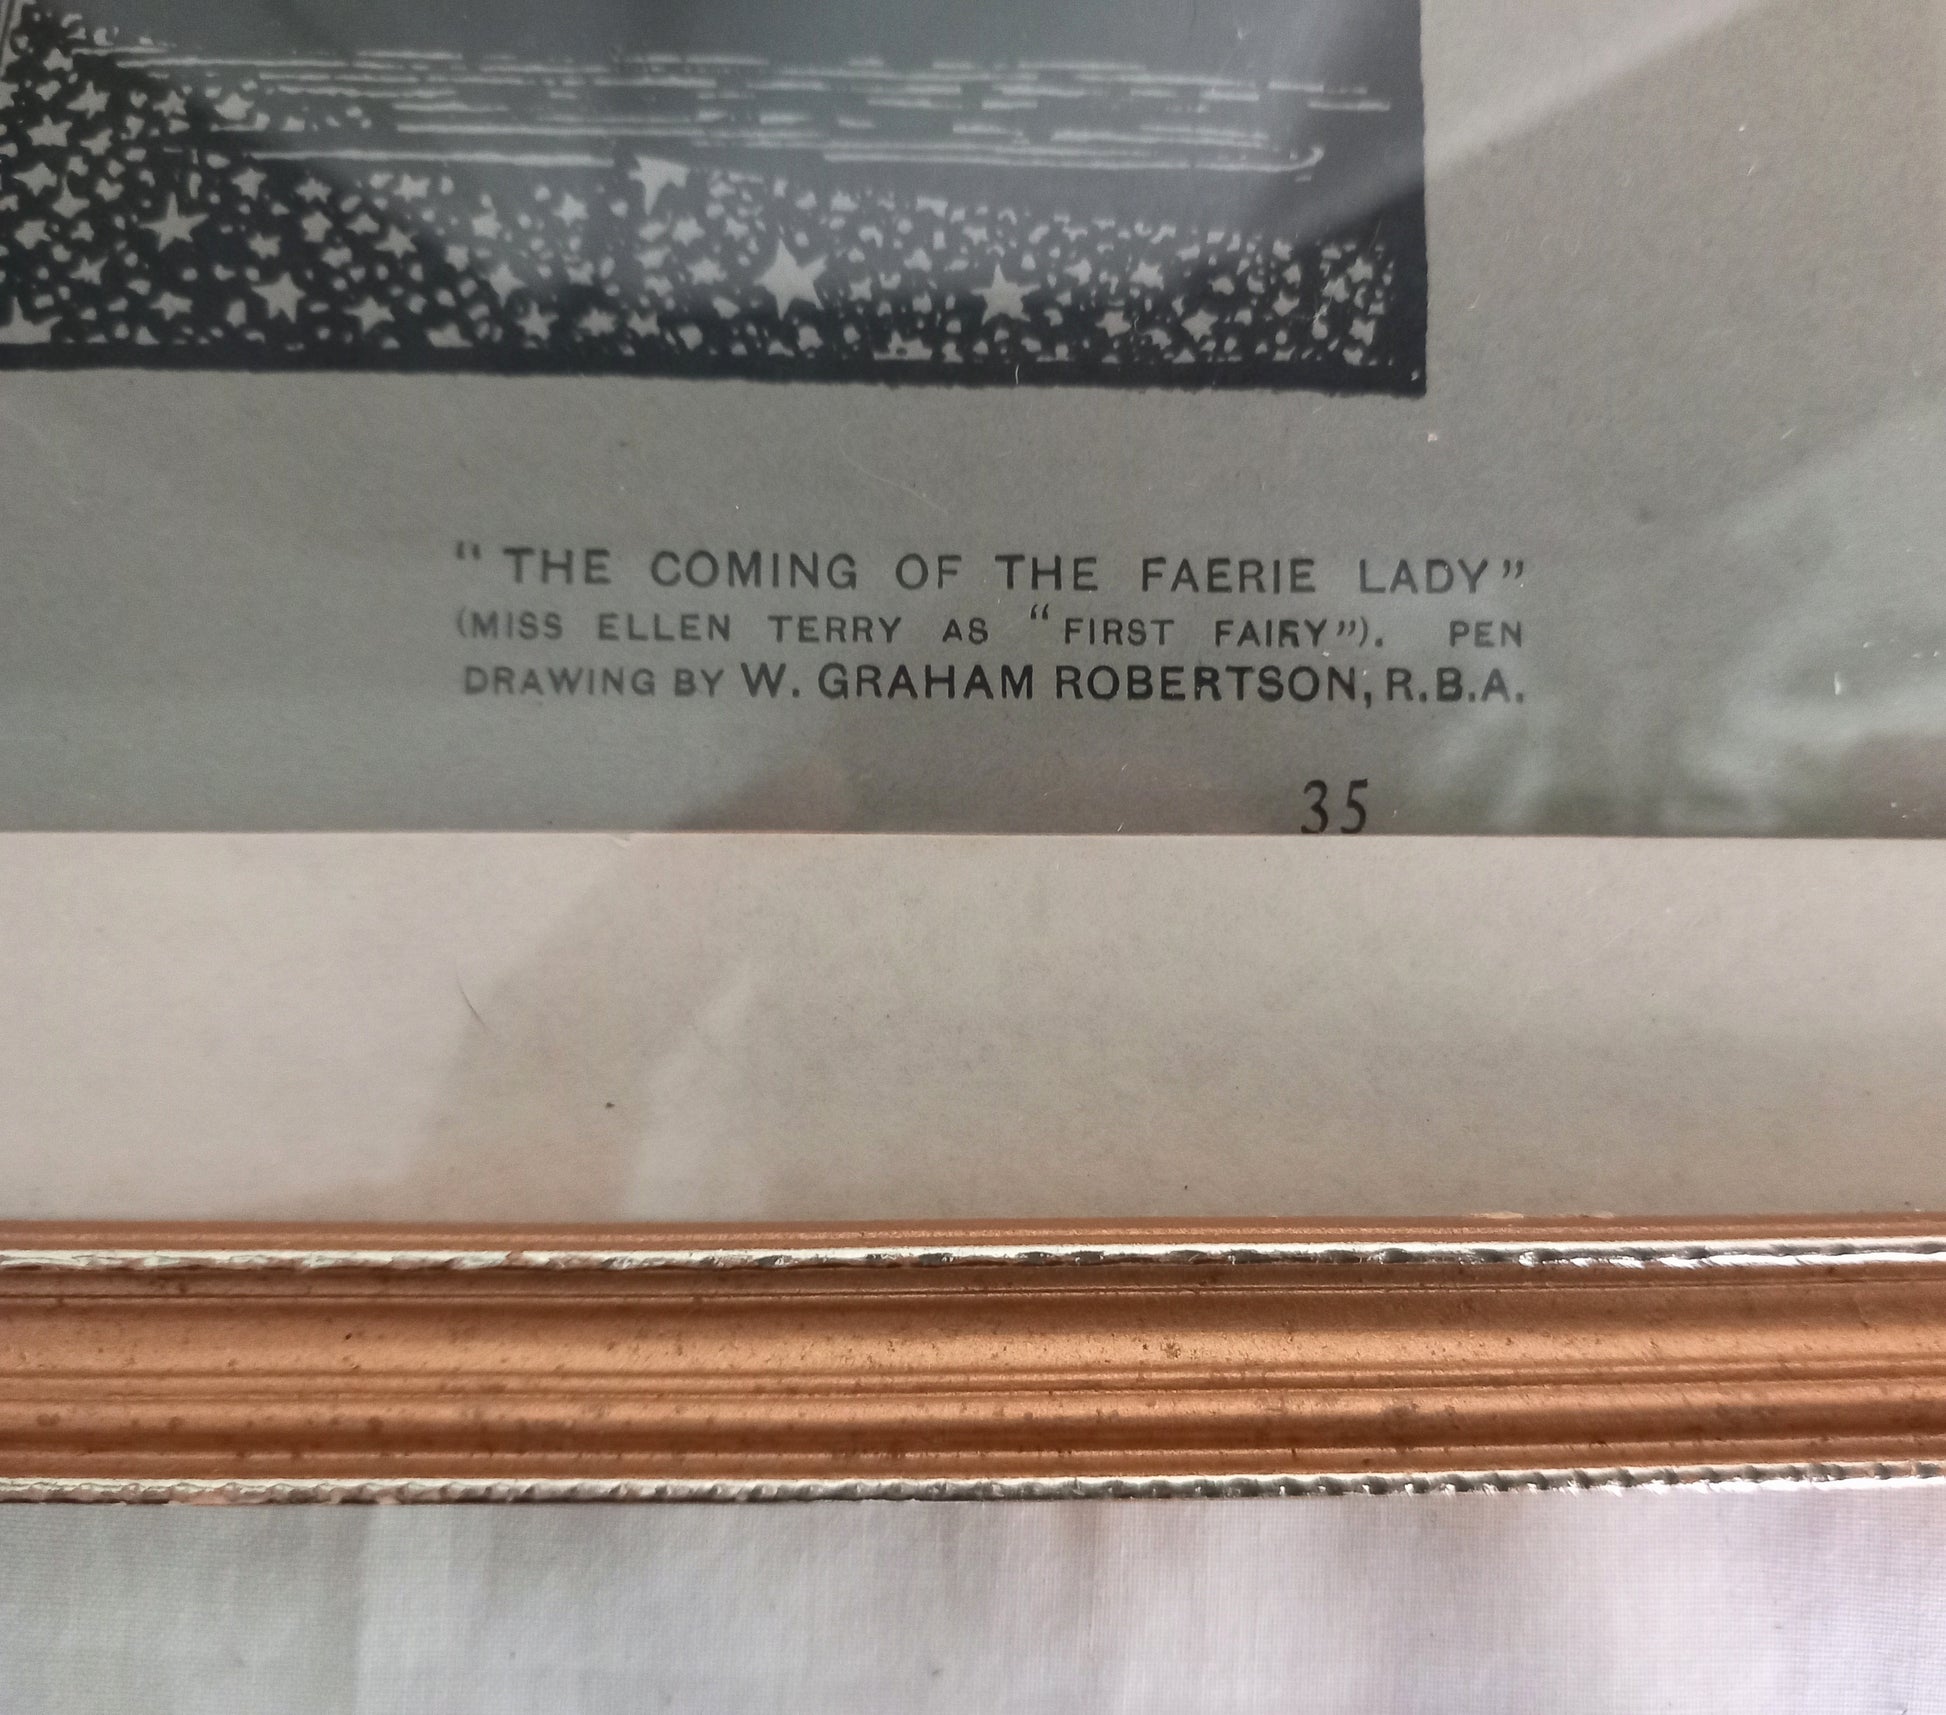 "THE COMING OF THE FAERIE LADY"
(MISS ELLEN TERRY AS "FIRST FAIRY"). PEN
DRAWING BY W. GRAHAM ROBERTSON, R.B.A.
35